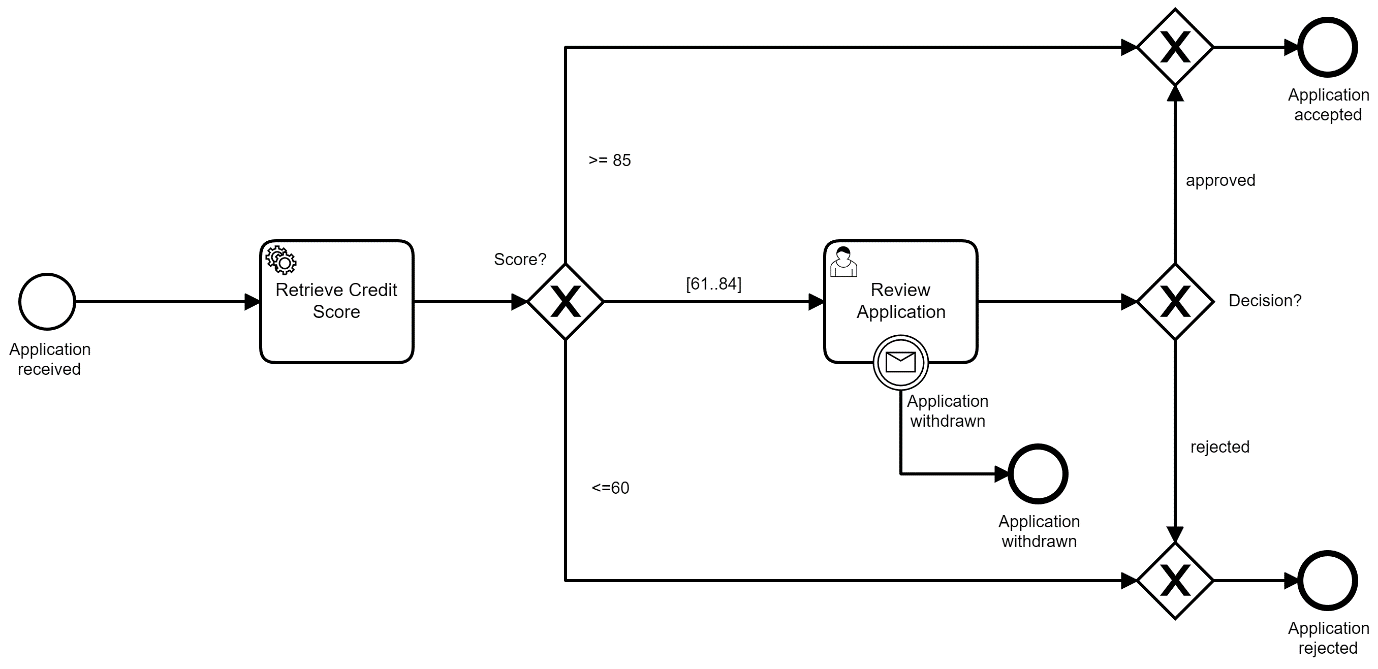 Application
accepted
>= 85
approved
Score?
[61..84]
Retrieve Credit
Score
Review
Application
Decision?
Application
received
Application
withdrawn
rejected
<=60
Application
withdrawn
Application
rejected